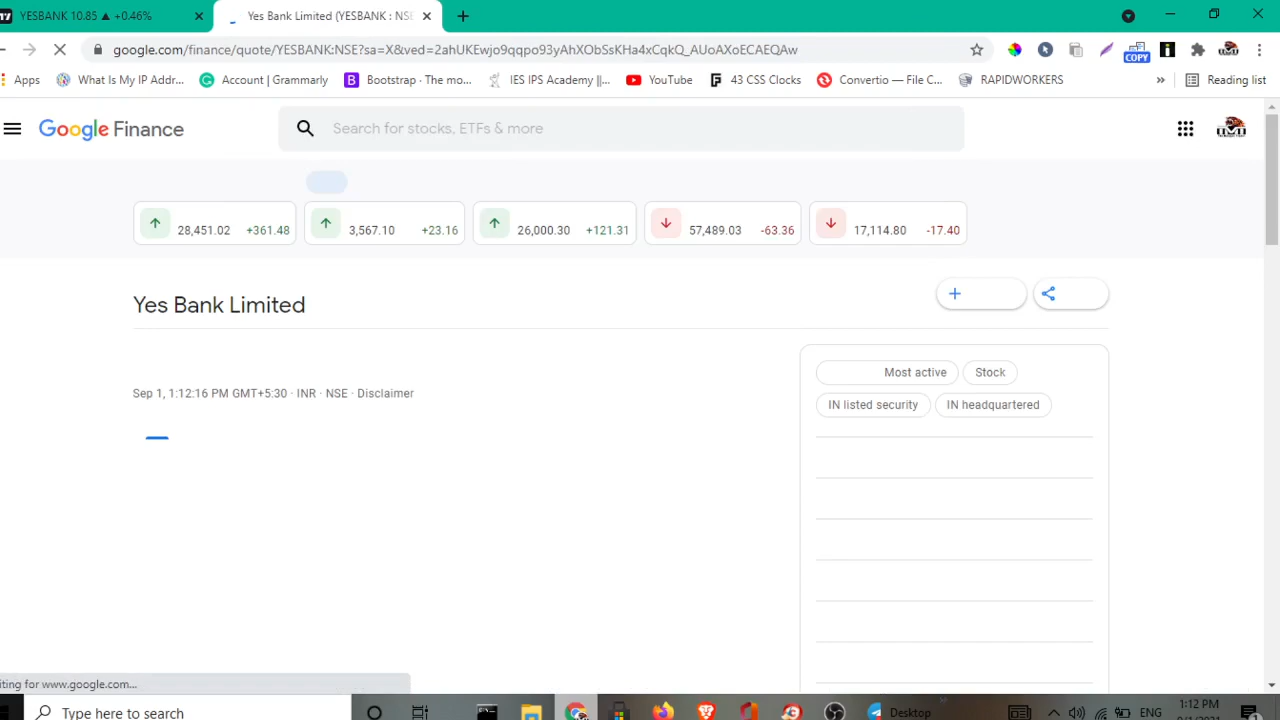 YESBANK 10.85 ▲ +0.46%
Yes Bank Limited (YESBANK : NSE
google.com/finance/quote/YESBANK:NSE?sa=X&ved=2ahUKEwjo9qqpo93yAhXObSsKHa4xCqkQ_AUoAXoECAEQAw
COPY
Apps
What Is My IP Addr...
Account | Grammarly
Bootstrap · The mo...
IES IPS Academy ||...
YouTube
43 CSS Clocks
Convertio — File C...
RAPIDWORKERS
»
Reading list
Google Finance
Search for stocks, ETFs & more
28,451.02 +361.48
3,567.10 +23.16
26,000.30 +121.31
57,489.03 -63.36
17,114.80 -17.40
Yes Bank Limited
Sep 1, 1:12:16 PM GMT+5:30 · INR · NSE · Disclaimer
Most active
Stock
IN listed security
IN headquartered
iting for www.google.com...
Type here to search
Desktop
»
ENG
1:12 PM